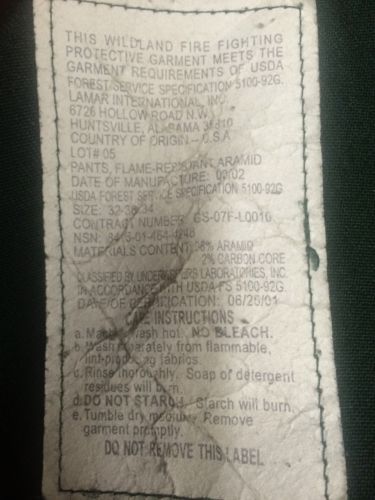 THIS WILDLAND FIRE FIGHTING
PROTECTIVE GARMENT MEETS THE
GARMENT REQUIREMENTS OF USDA
FOREST SERVICE SPECIFICATION 5100-92G.
LAMAR INTERNATIONAL, INC.
6726 HOLLOW ROAD N.W.
HUNTSVILLE, ALABAMA
COUNTRY OF ORIGIN - U.S.A.
LOT# 05
PANTS, FLAME-RESISTANT ARAMID
DATE OF MANUFACTURE: 03/02
USDA FOREST SERVICE SPECIFICATION 5100-92G
SIZE: 32-36
CONTRACT NUMBER: GS-07F-L0010
NSN:
MATERIALS CONTENT: 98% ARAMID
2% CARBON CORE
CLASSIFIED BY UNDERWRITERS LABORATORIES, INC.
IN ACCORDANCE WITH USDA FS 5100-92G.
DATE OF CERTIFICATION: 06/25/01
CARE INSTRUCTIONS
a. Machine wash hot. NO BLEACH.
b. Wash separately from flammable,
lint-producing fabrics.
c. Rinse thoroughly. Soap or detergent
residues will burn.
d. DO NOT STARCH. Starch will burn.
e. Tumble dry medium. Remove
garment promptly.
DO NOT REMOVE THIS LABEL